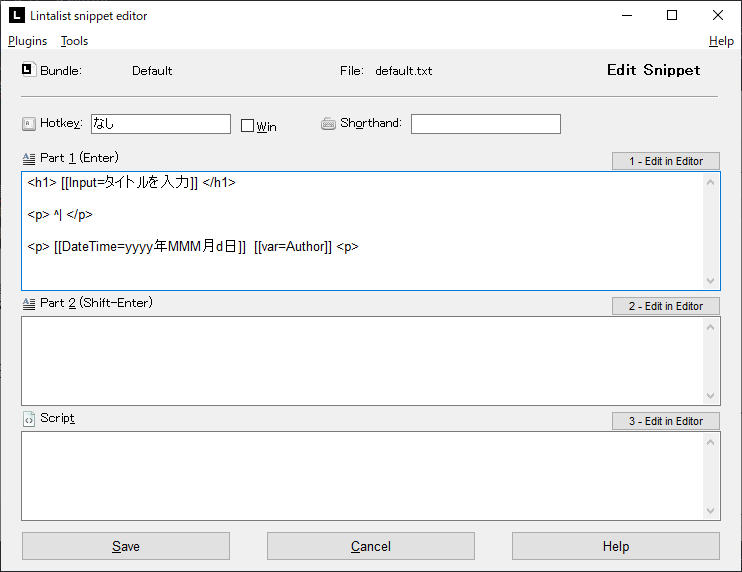 L Lintalist snippet editor
Plugins Tools Help
L Bundle: Default File: default.txt Edit Snippet
Hotkey: なし Win Shorthand:
Part 1 (Enter) 1 - Edit in Editor
<h1> [[Input=タイトルを入力]] </h1>
<p> ^| </p>
<p> [[DateTime=yyyy年MMM月d日]]  [[var=Author]] <p>
Part 2 (Shift-Enter) 2 - Edit in Editor
Script 3 - Edit in Editor
Save Cancel Help